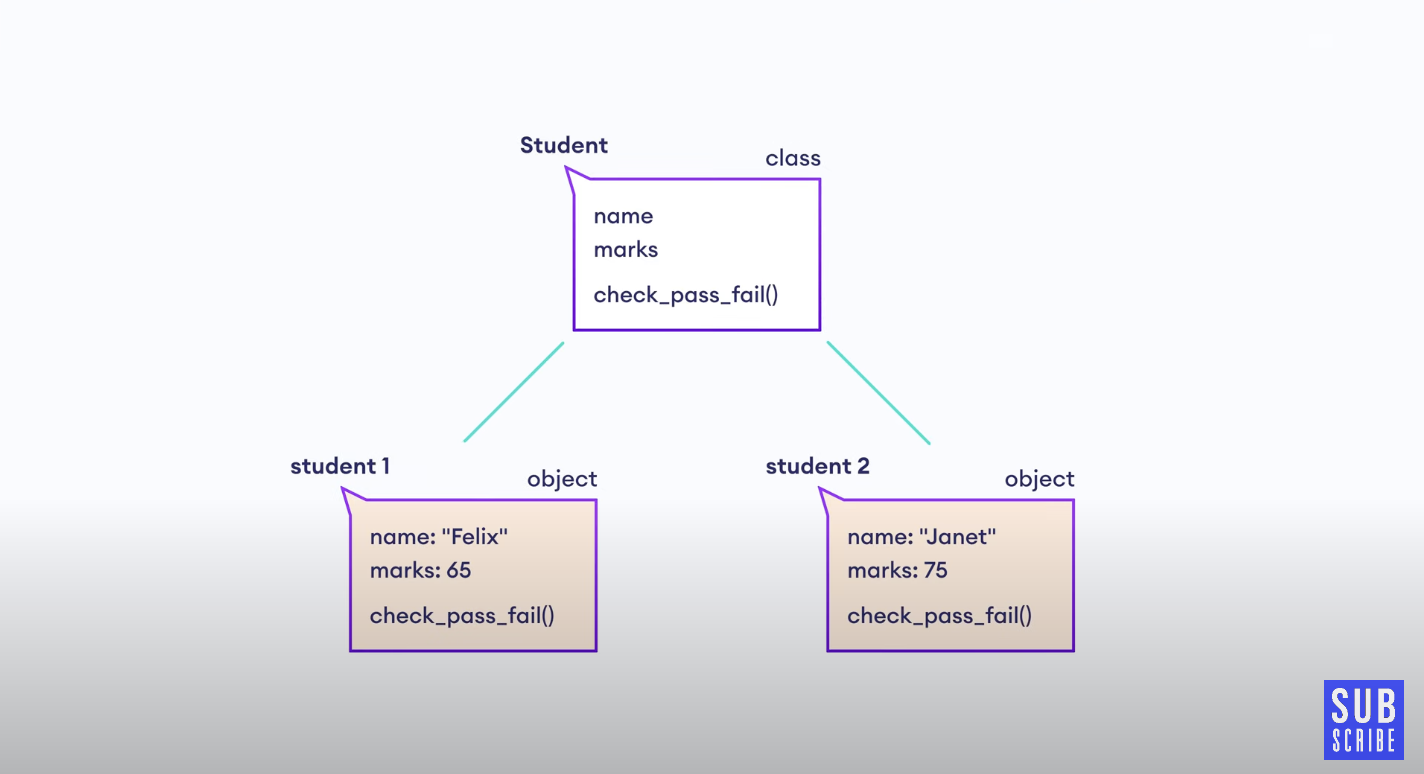 Student
class
name
marks
check_pass_fail()
student 1
object
name: "Felix"
marks: 65
check_pass_fail()
student 2
object
name: "Janet"
marks: 75
check_pass_fail()
SUB
SCRIBE